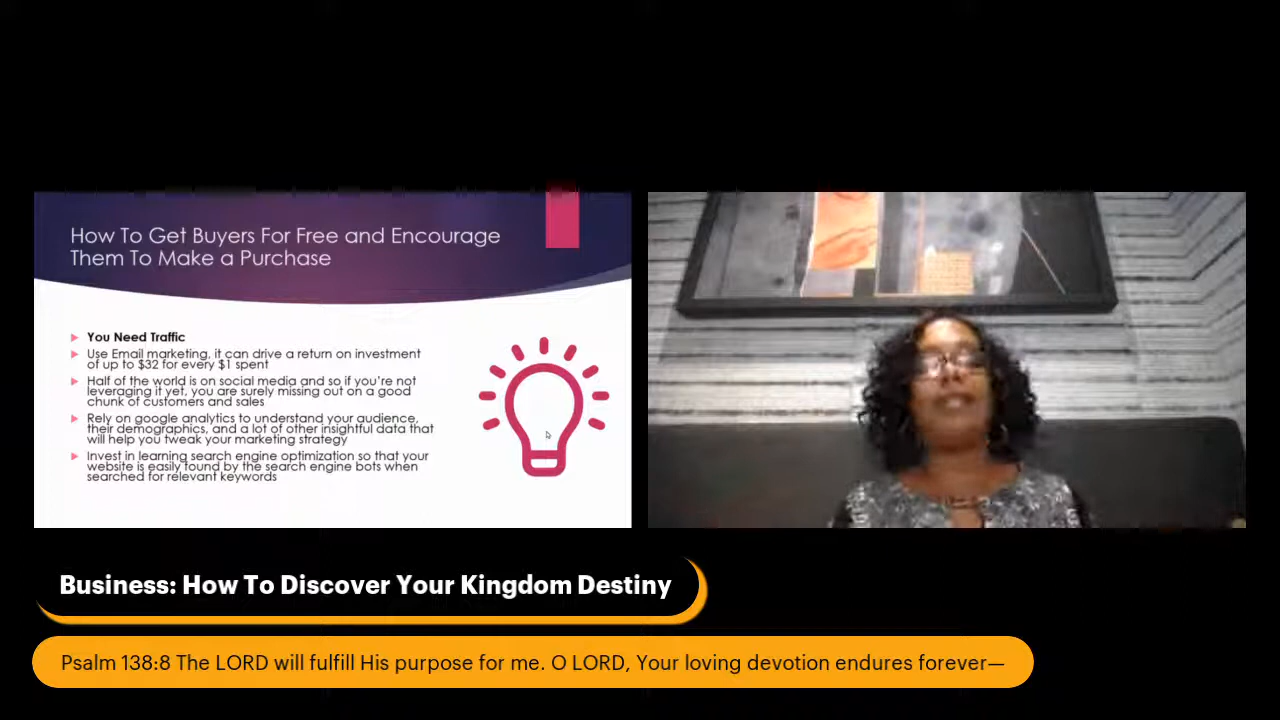 How To Get Buyers For Free and Encourage
Them To Make a Purchase
You Need Traffic
Use Email marketing, it can drive a return on investment
of up to $32 for every $1 spent
Half of the world is on social media and so if you're not
leveraging it yet, you are surely missing out on a good
chunk of customers and sales
Rely on google analytics to understand your audience,
their demographics, and a lot of other insightful data that
will help you tweak your marketing strategy
Invest in learning search engine optimization so that your
website is easily found by the search engine bots when
searched for relevant keywords
Business: How To Discover Your Kingdom Destiny
Psalm 138:8 The LORD will fulfill His purpose for me. O LORD, Your loving devotion endures forever—